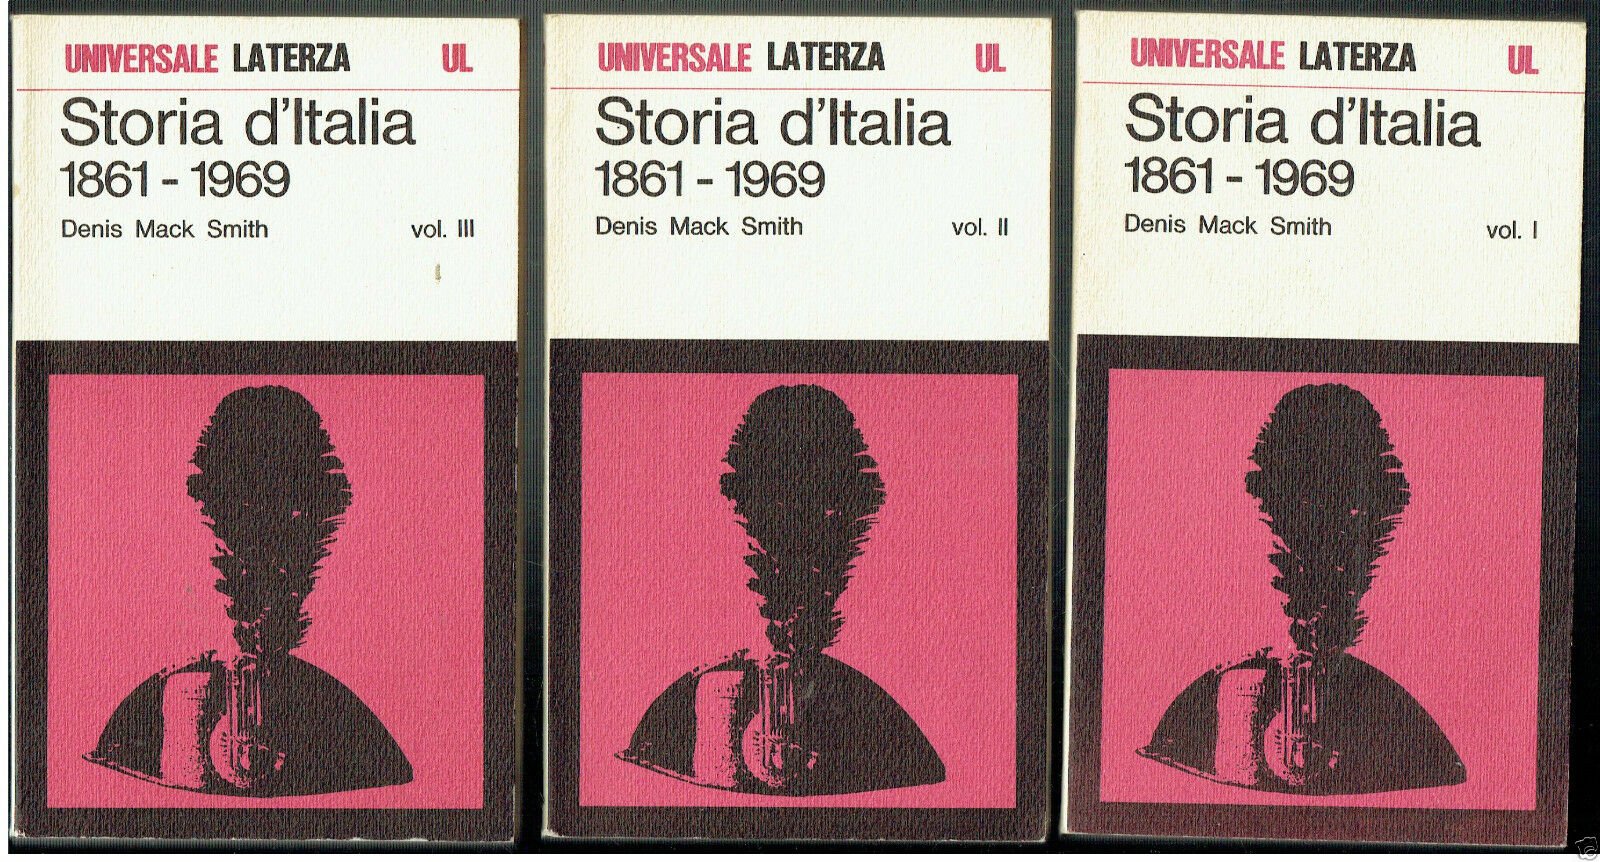 UNIVERSALE LATERZA UL
Storia d'Italia
1861 - 1969
Denis Mack Smith vol. III
UNIVERSALE LATERZA UL
Storia d'Italia
1861 - 1969
Denis Mack Smith vol. II
UNIVERSALE LATERZA UL
Storia d'Italia
1861 - 1969
Denis Mack Smith vol. I